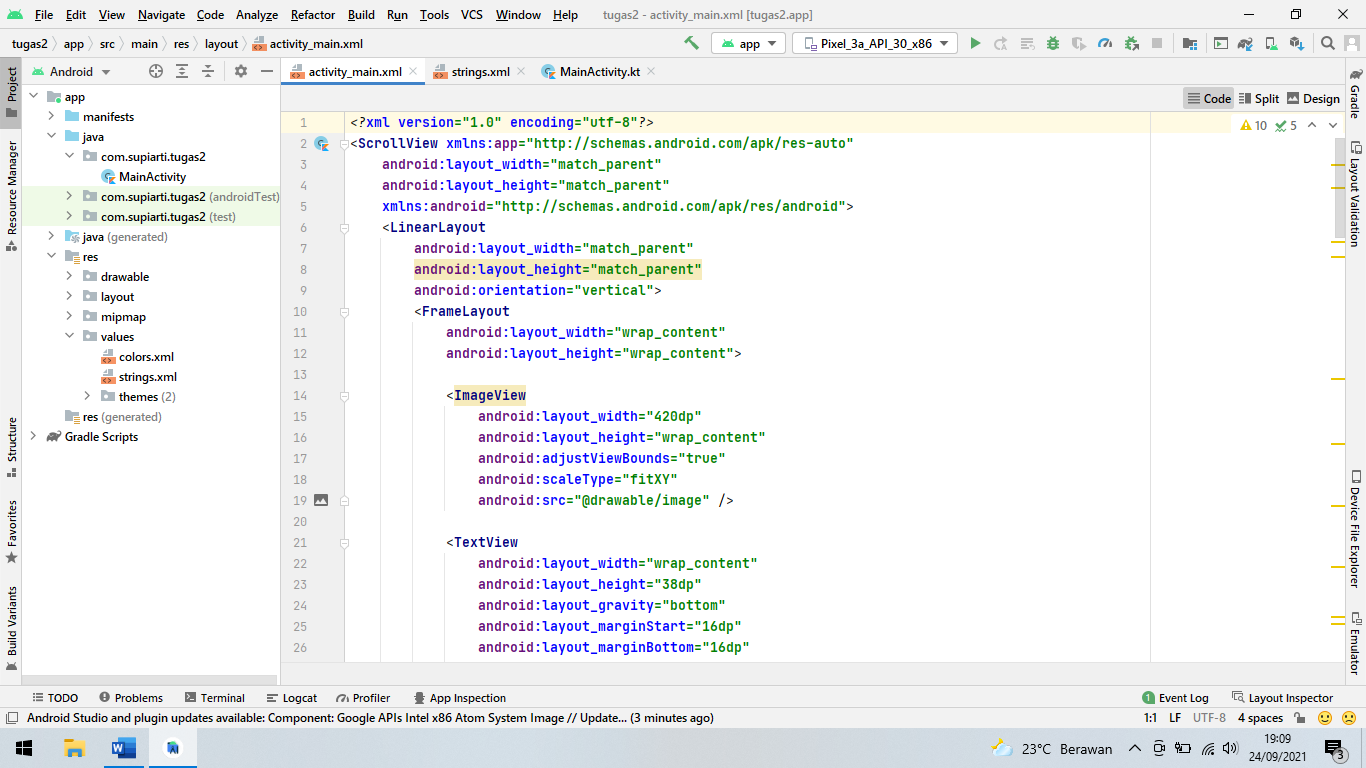 File Edit View Navigate Code Analyze Refactor Build Run Tools VCS Window Help tugas2 - activity_main.xml [tugas2.app]
tugas2 app src main res layout activity_main.xml app Pixel_3a_API_30_x86
Project
Resource Manager
Structure
Favorites
Build Variants
Android
app
manifests
java
com.supiarti.tugas2
MainActivity
com.supiarti.tugas2 (androidTest)
com.supiarti.tugas2 (test)
java (generated)
res
drawable
layout
mipmap
values
colors.xml
strings.xml
themes (2)
res (generated)
Gradle Scripts
activity_main.xml strings.xml MainActivity.kt
Code Split Design
10 5
1 <?xml version="1.0" encoding="utf-8"?>
2 <ScrollView xmlns:app="http://schemas.android.com/apk/res-auto"
3 android:layout_width="match_parent"
4 android:layout_height="match_parent"
5 xmlns:android="http://schemas.android.com/apk/res/android">
6 <LinearLayout
7 android:layout_width="match_parent"
8 android:layout_height="match_parent"
9 android:orientation="vertical">
10 <FrameLayout
11 android:layout_width="wrap_content"
12 android:layout_height="wrap_content">
13
14 <ImageView
15 android:layout_width="420dp"
16 android:layout_height="wrap_content"
17 android:adjustViewBounds="true"
18 android:scaleType="fitXY"
19 android:src="@drawable/image" />
20
21 <TextView
22 android:layout_width="wrap_content"
23 android:layout_height="38dp"
24 android:layout_gravity="bottom"
25 android:layout_marginStart="16dp"
26 android:layout_marginBottom="16dp"
Gradle
Layout Validation
Device File Explorer
Emulator
TODO Problems Terminal Logcat Profiler App Inspection 1 Event Log Layout Inspector
Android Studio and plugin updates available: Component: Google APIs Intel x86 Atom System Image // Update... (3 minutes ago) 1:1 LF UTF-8 4 spaces
23°C Berawan 19:09
24/09/2021 3